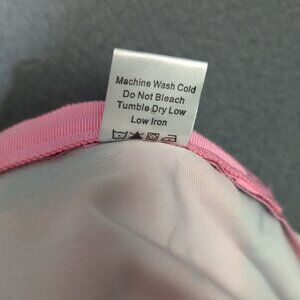 Machine Wash Cold
Do Not Bleach
Tumble Dry Low
Low Iron